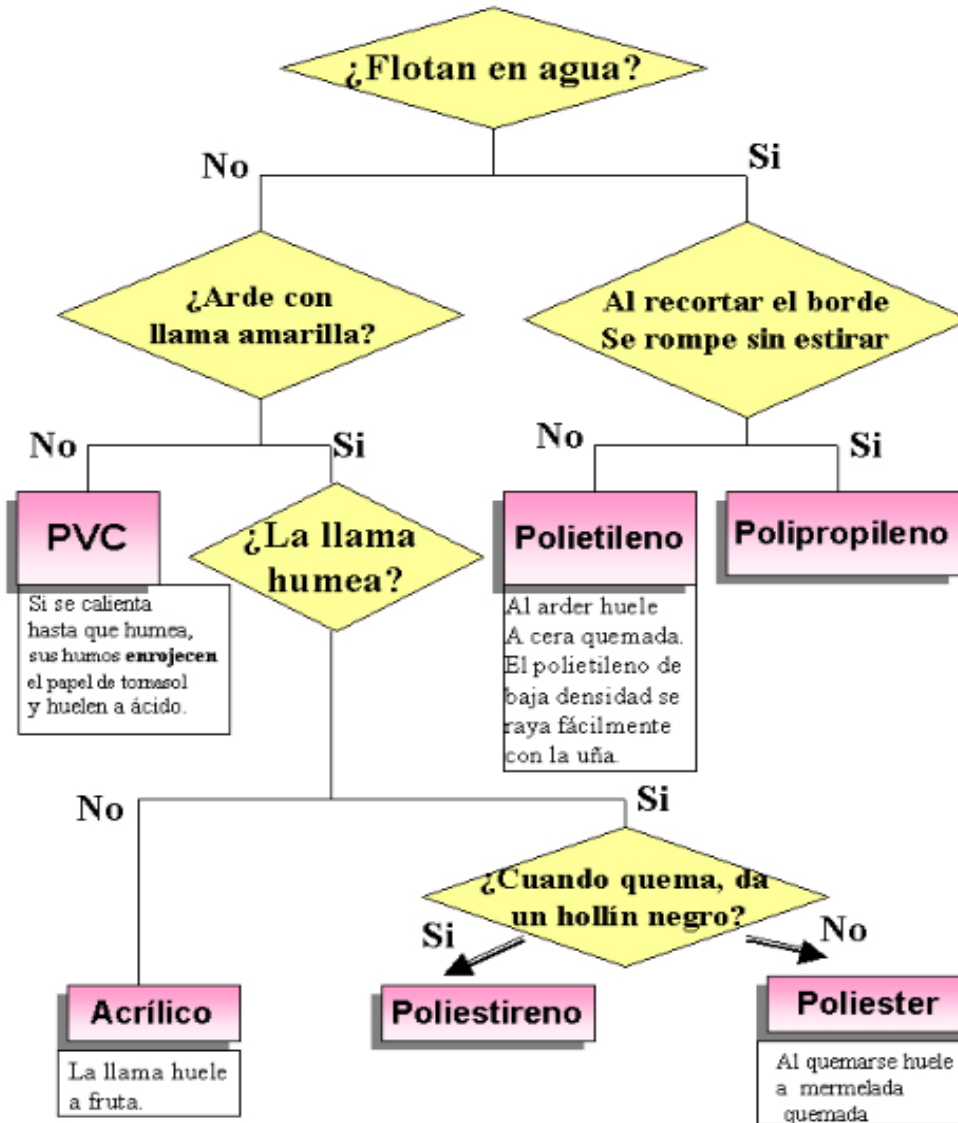 ¿Flotan en agua?
No
Si
¿Arde con
llama amarilla?
Al recortar el borde
Se rompe sin estirar
No
Si
No
Si
PVC
Si se calienta
hasta que humea,
sus humos enrojecen
el papel de tornasol
y huelen a ácido.
¿La llama
humea?
Polietileno
Al arder huele
A cera quemada.
El polietileno de
baja densidad se
raya fácilmente
con la uña.
Polipropileno
No
Si
¿Cuando quema, da
un hollín negro?
Si
No
Acrílico
La llama huele
a fruta.
Poliestireno
Poliester
Al quemarse huele
a mermelada
quemada